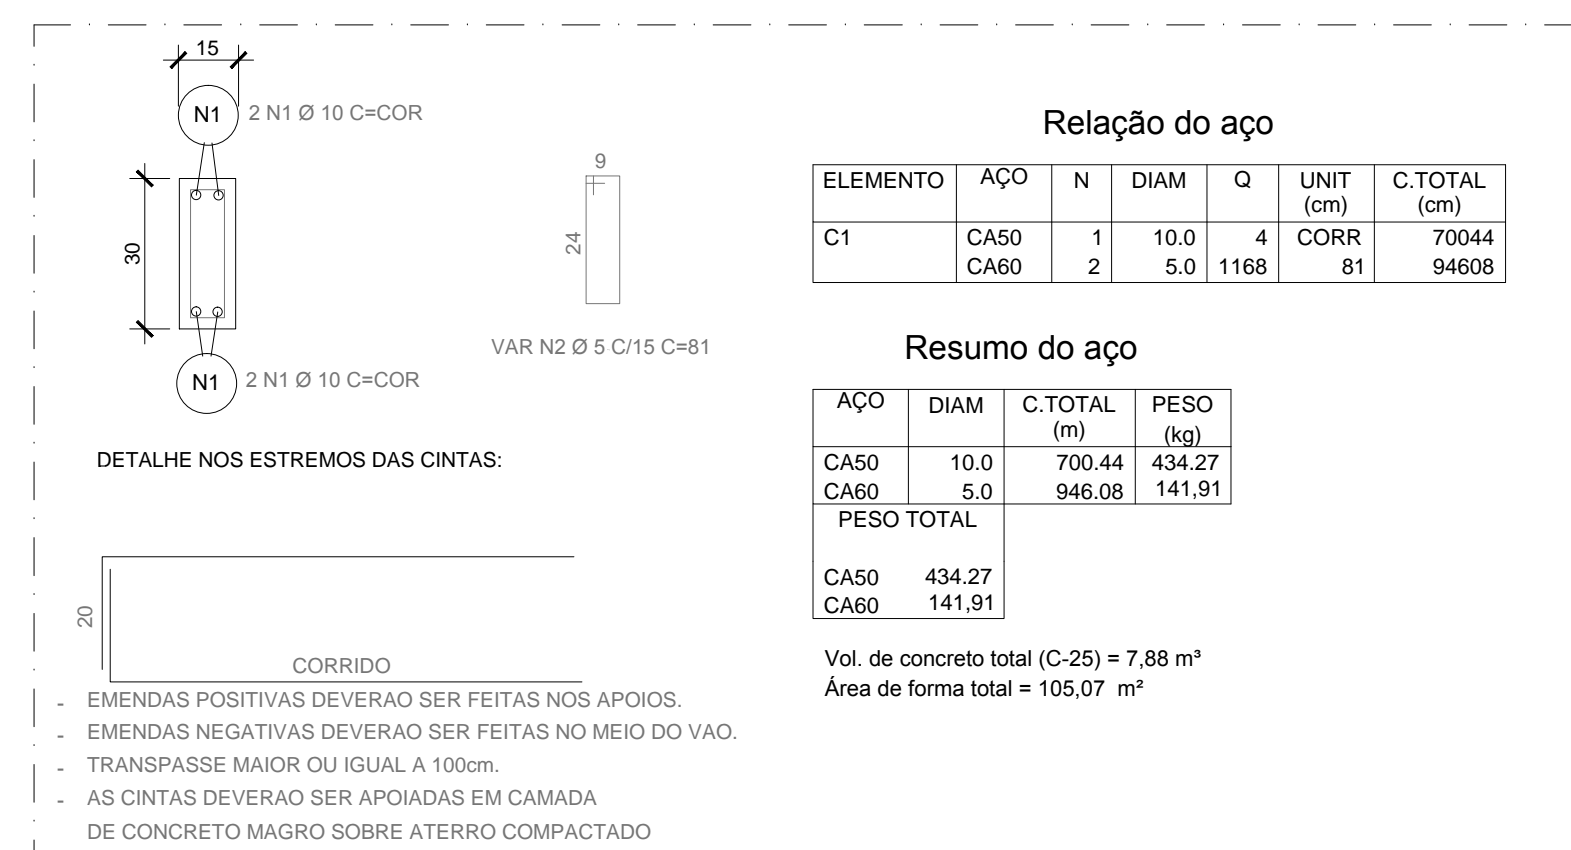 15
N1
2 N1 Ø 10 C=COR
30
N1
2 N1 Ø 10 C=COR
9
24
VAR N2 Ø 5 C/15 C=81
DETALHE NOS ESTREMOS DAS CINTAS:
20
CORRIDO
- EMENDAS POSITIVAS DEVERAO SER FEITAS NOS APOIOS.
- EMENDAS NEGATIVAS DEVERAO SER FEITAS NO MEIO DO VAO.
- TRANSPASSE MAIOR OU IGUAL A 100cm.
- AS CINTAS DEVERAO SER APOIADAS EM CAMADA
DE CONCRETO MAGRO SOBRE ATERRO COMPACTADO
Relação do aço
ELEMENTO AÇO N DIAM Q UNIT C.TOTAL
(cm) (cm)
C1 CA50 1 10.0 4 CORR 70044
CA60 2 5.0 1168 81 94608
Resumo do aço
AÇO DIAM C.TOTAL PESO
(m) (kg)
CA50 10.0 700.44 434.27
CA60 5.0 946.08 141,91
PESO TOTAL
CA50 434.27
CA60 141,91
Vol. de concreto total (C-25) = 7,88 m³
Área de forma total = 105,07 m²